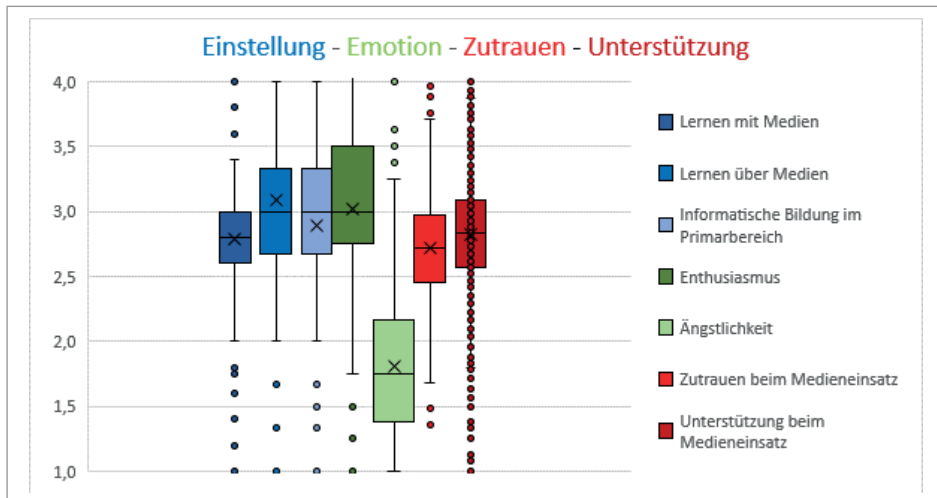 Einstellung - Emotion - Zutrauen - Unterstützung
4,0
3,5
3,0
2,5
2,0
1,5
1,0
Lernen mit Medien
Lernen über Medien
Informatische Bildung im
Primarbereich
Enthusiasmus
Ängstlichkeit
Zutrauen beim Medieneinsatz
Unterstützung beim
Medieneinsatz